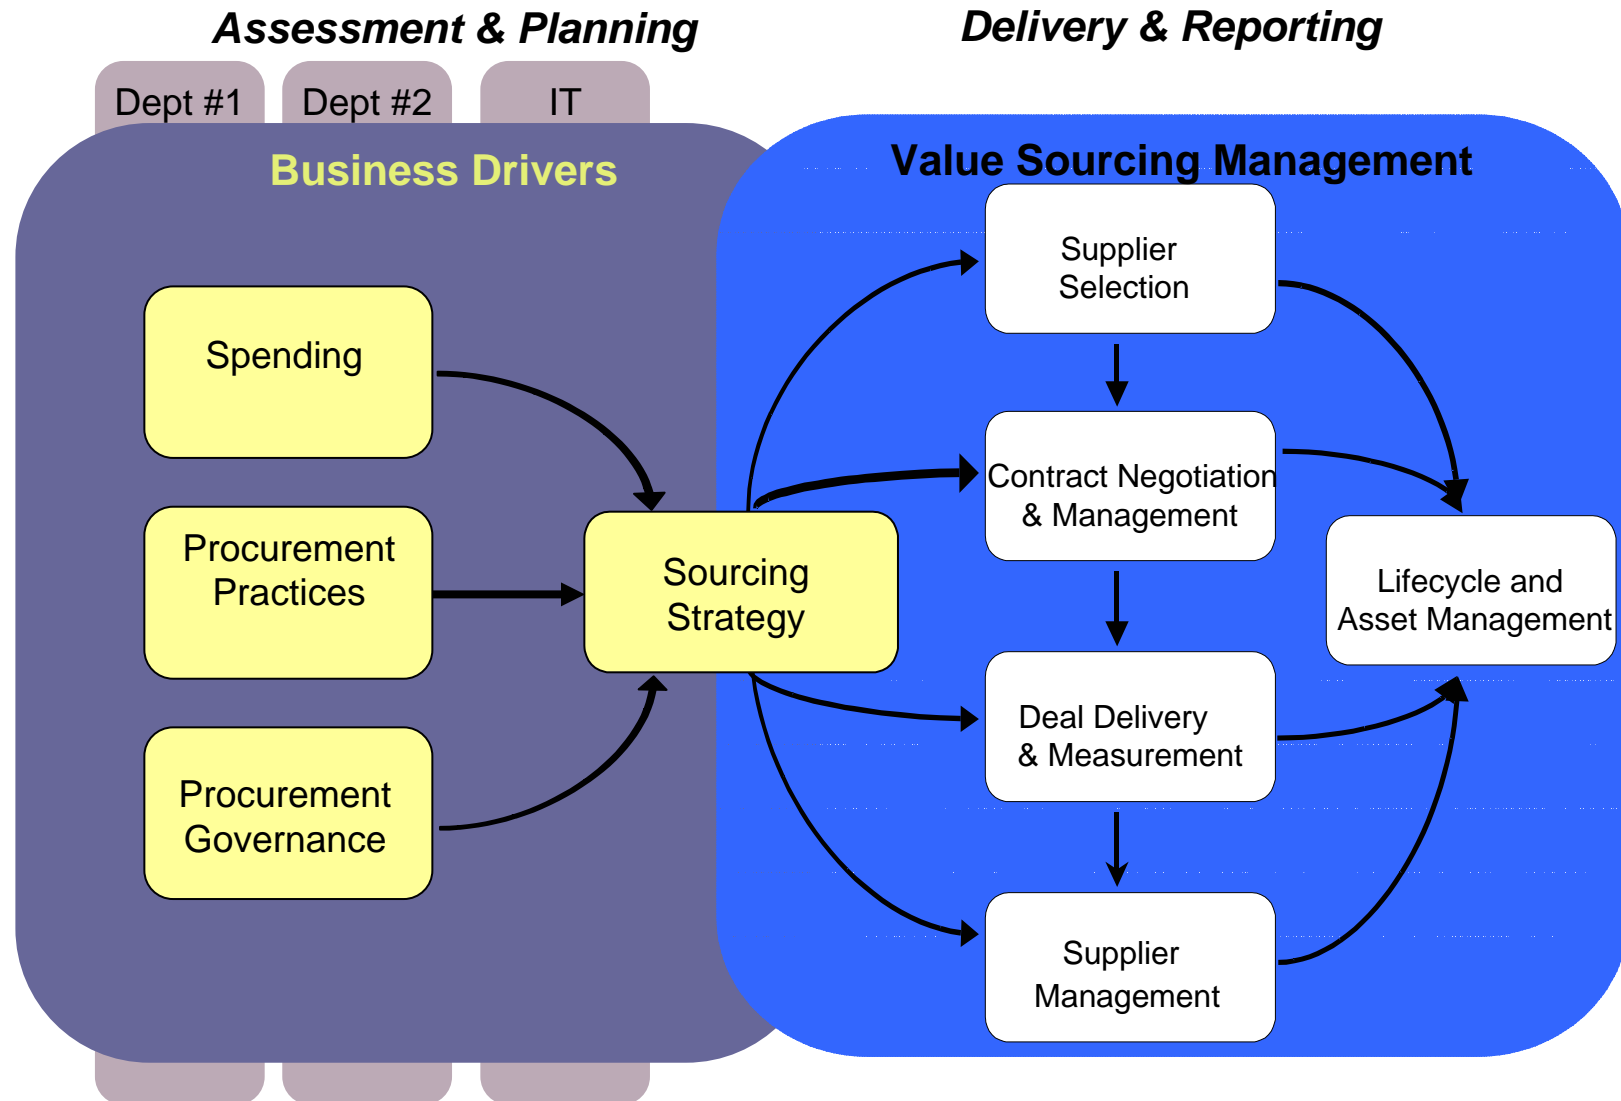 Assessment & Planning
Delivery & Reporting
Dept #1
Dept #2
IT
Business Drivers
Value Sourcing Management
Spending
Procurement
Practices
Procurement
Governance
Sourcing
Strategy
Supplier
Selection
Contract Negotiation
& Management
Deal Delivery
& Measurement
Supplier
Management
Lifecycle and
Asset Management